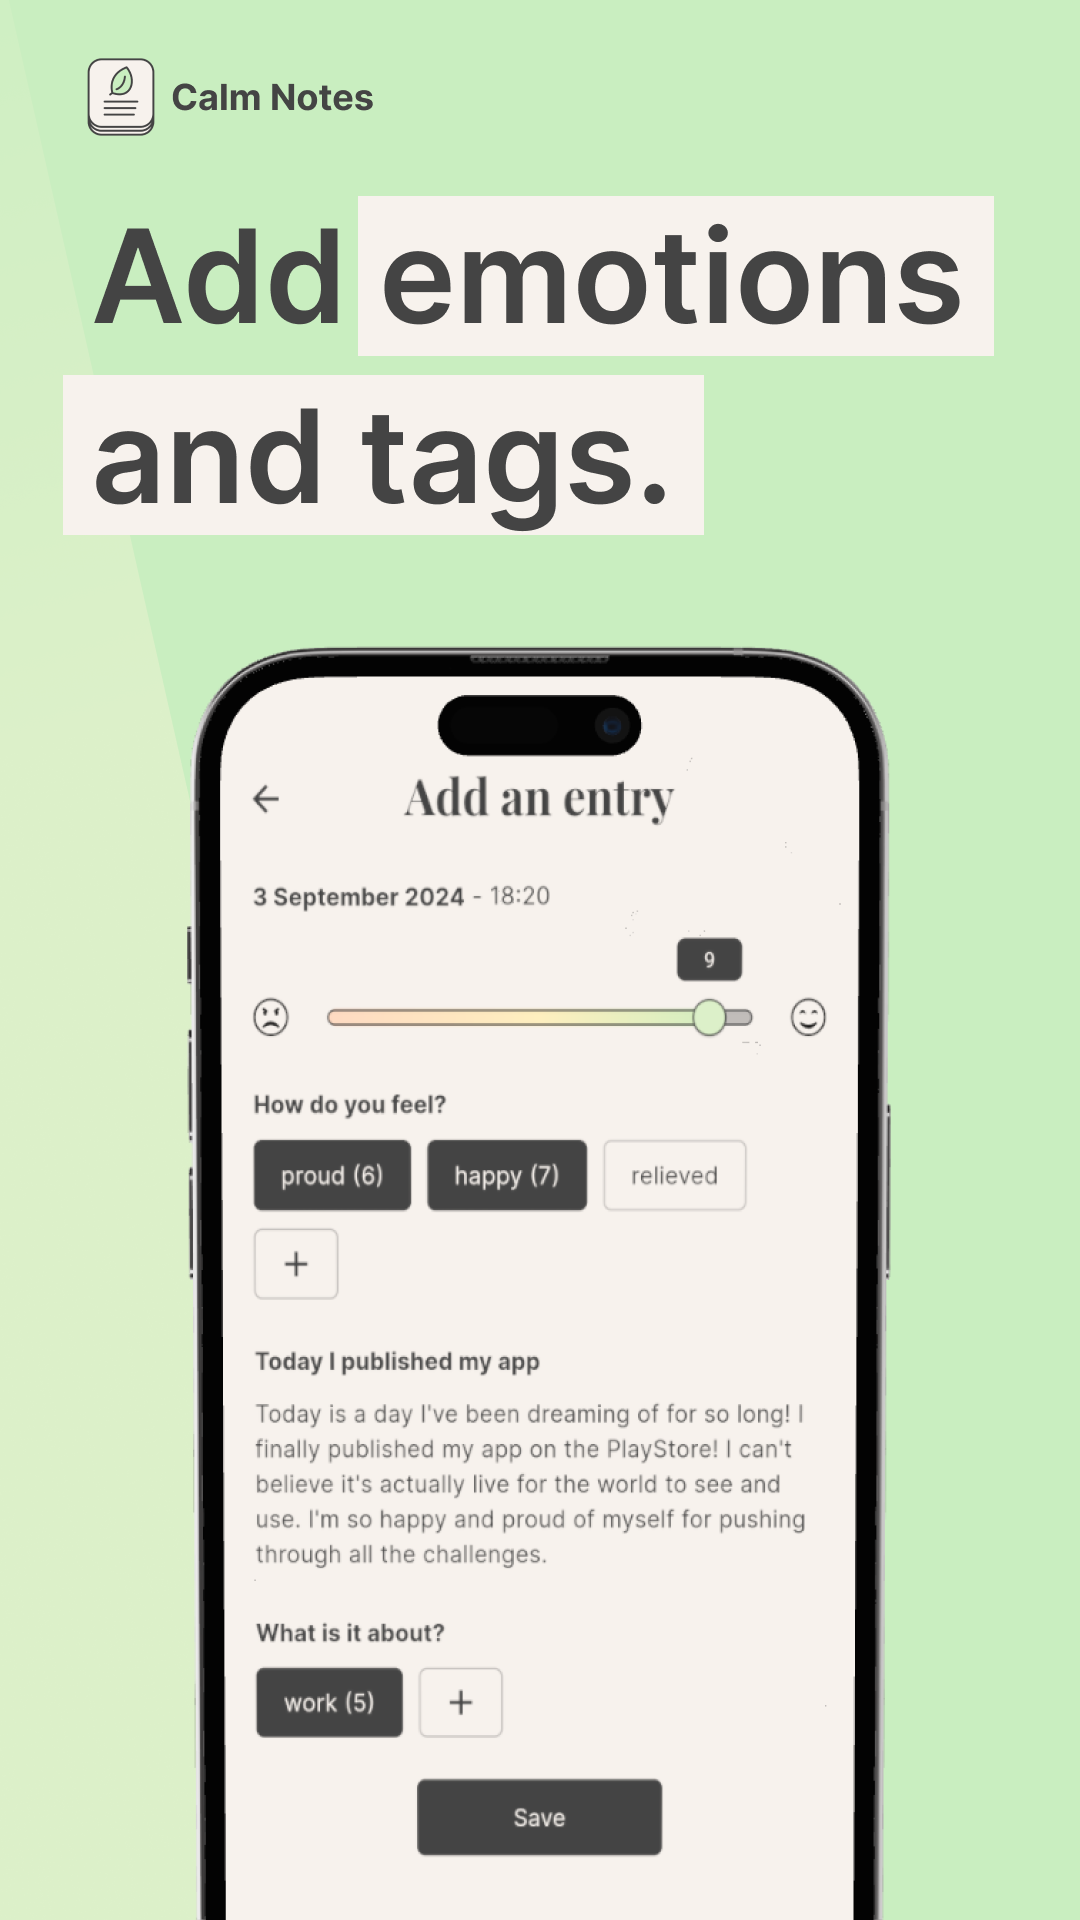 Calm Notes
Add emotions
and tags.
Add an entry
3 September 2024 - 18:20
9
How do you feel?
proud (6) happy (7) relieved
+
Today I published my app
Today is a day I've been dreaming of for so long! I
finally published my app on the PlayStore! I can't
believe it's actually live for the world to see and
use. I'm so happy and proud of myself for pushing
through all the challenges.
What is it about?
work (5) +
Save